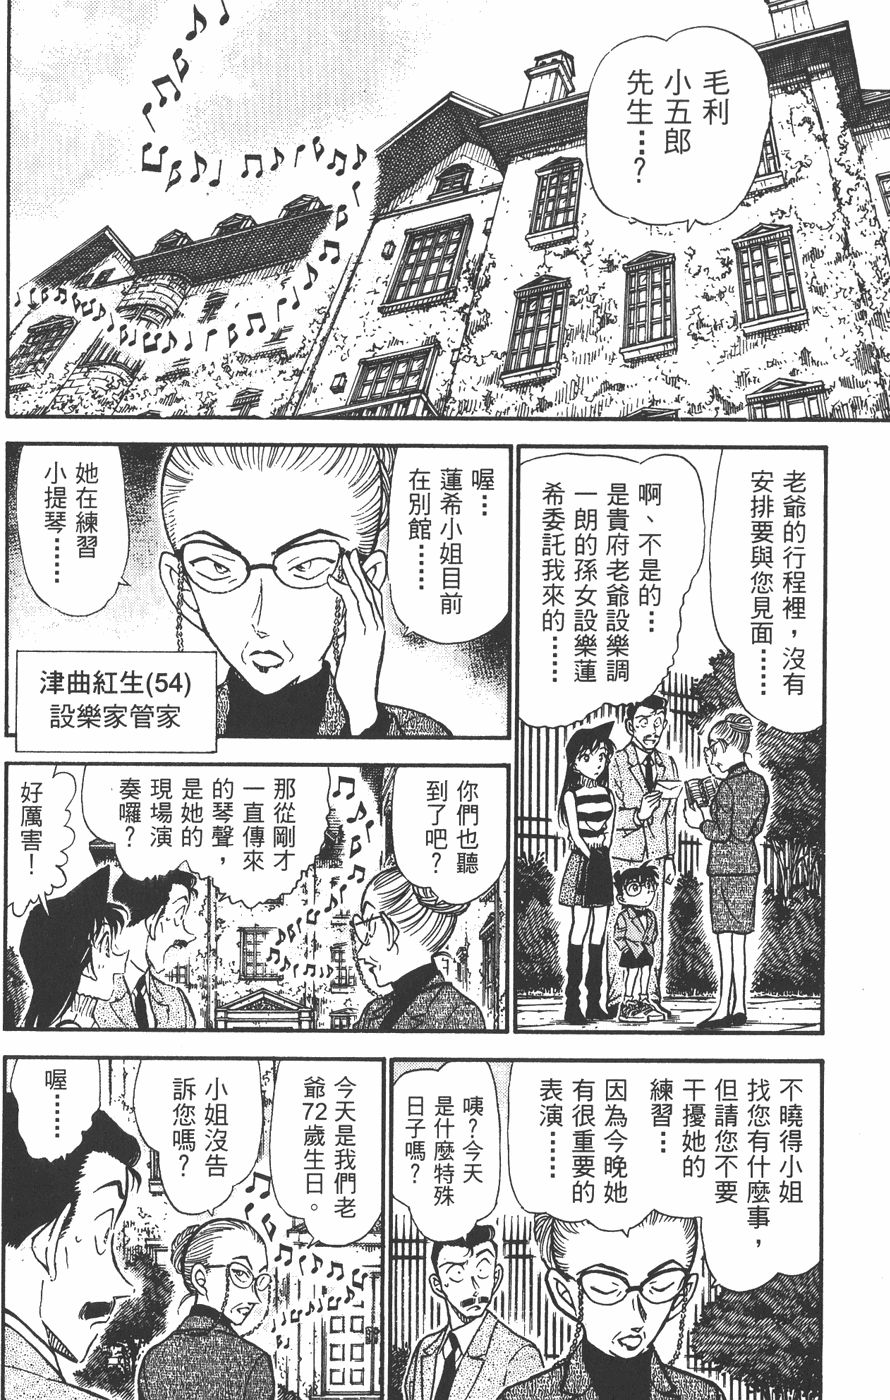 毛利
小五郎
先生…?
老爺的行程裡，沒有
安排要與您見面……
啊、不是的…
是貴府老爺設樂調
一朗的孫女設樂蓮
希委託我來的……
喔…
蓮希小姐目前
在別館……
她在練習
小提琴……
津曲紅生(54)
設樂家管家
你們也聽
到了吧?
那從剛才
一直傳來
的琴聲，
是她的
現場演
奏囉?
好厲害!
不曉得小姐
找您有什麼事，
但請您不要
干擾她的
練習…
因為今晚她
有很重要的
表演……
咦?今天
是什麼特殊
日子嗎?
今天是我們老
爺72歲生日。
小姐沒告
訴您嗎?
喔……